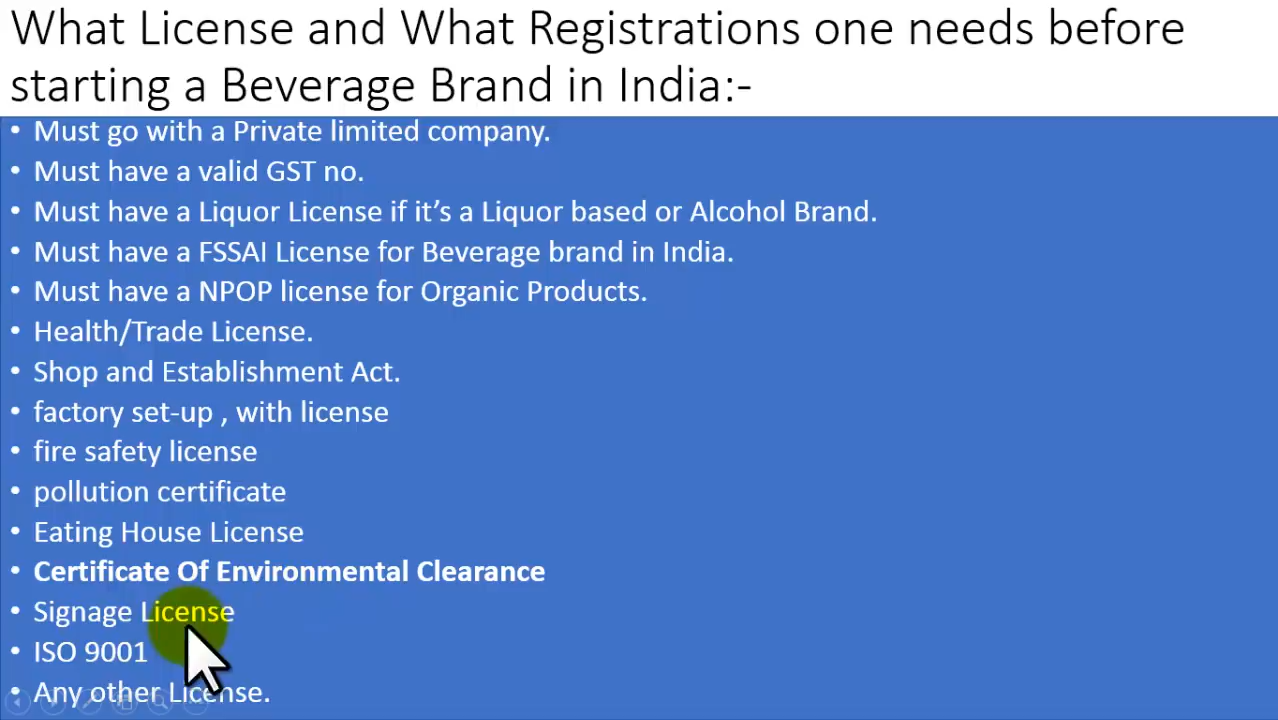 What License and What Registrations one needs before
starting a Beverage Brand in India:-
• Must go with a Private limited company.
• Must have a valid GST no.
• Must have a Liquor License if it’s a Liquor based or Alcohol Brand.
• Must have a FSSAI License for Beverage brand in India.
• Must have a NPOP license for Organic Products.
• Health/Trade License.
• Shop and Establishment Act.
• factory set-up , with license
• fire safety license
• pollution certificate
• Eating House License
• Certificate Of Environmental Clearance
• Signage License
• ISO 9001
• Any other License.